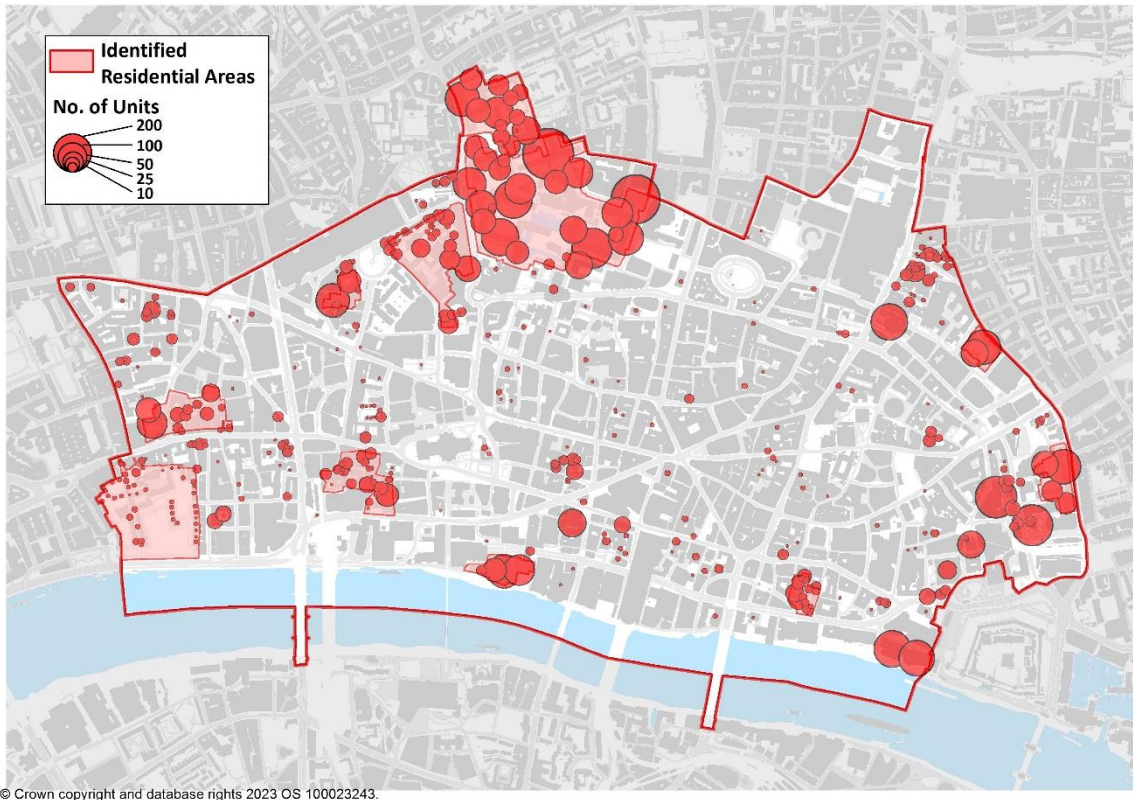 Identified
Residential Areas
No. of Units
200
100
50
25
10
© Crown copyright and database rights 2023 OS 100023243.